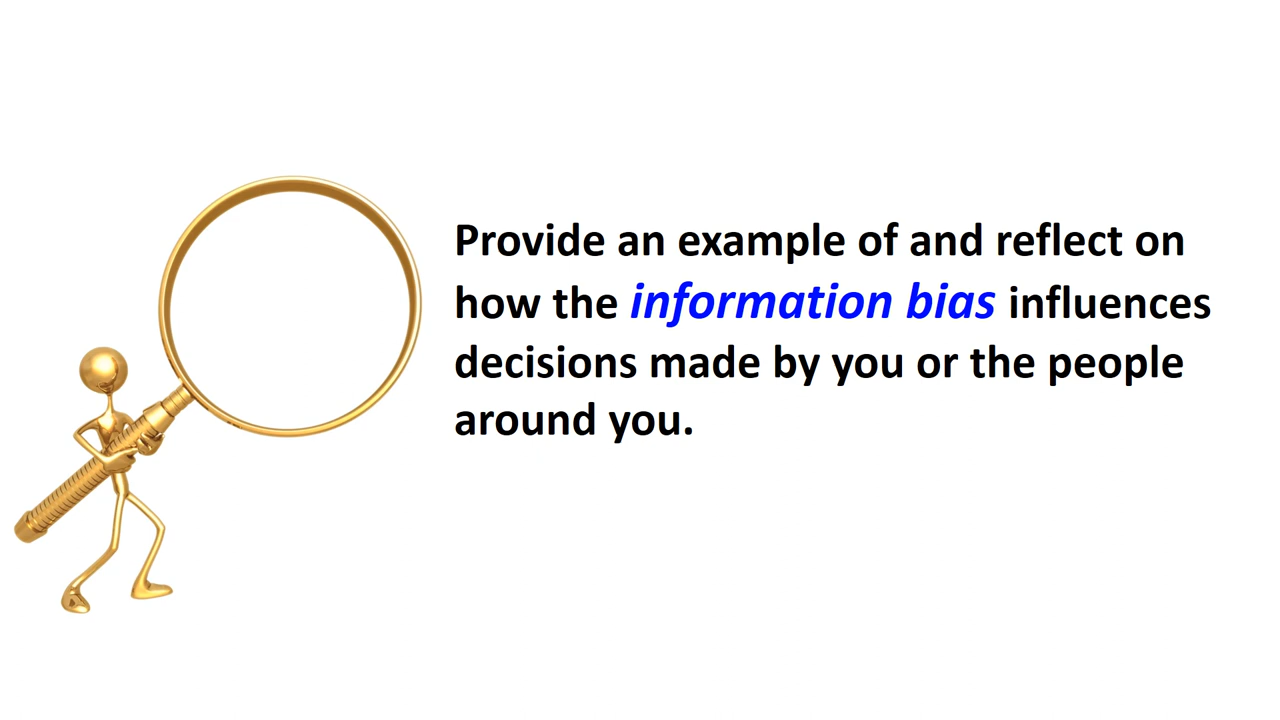 Provide an example of and reflect on
how the information bias influences
decisions made by you or the people
around you.